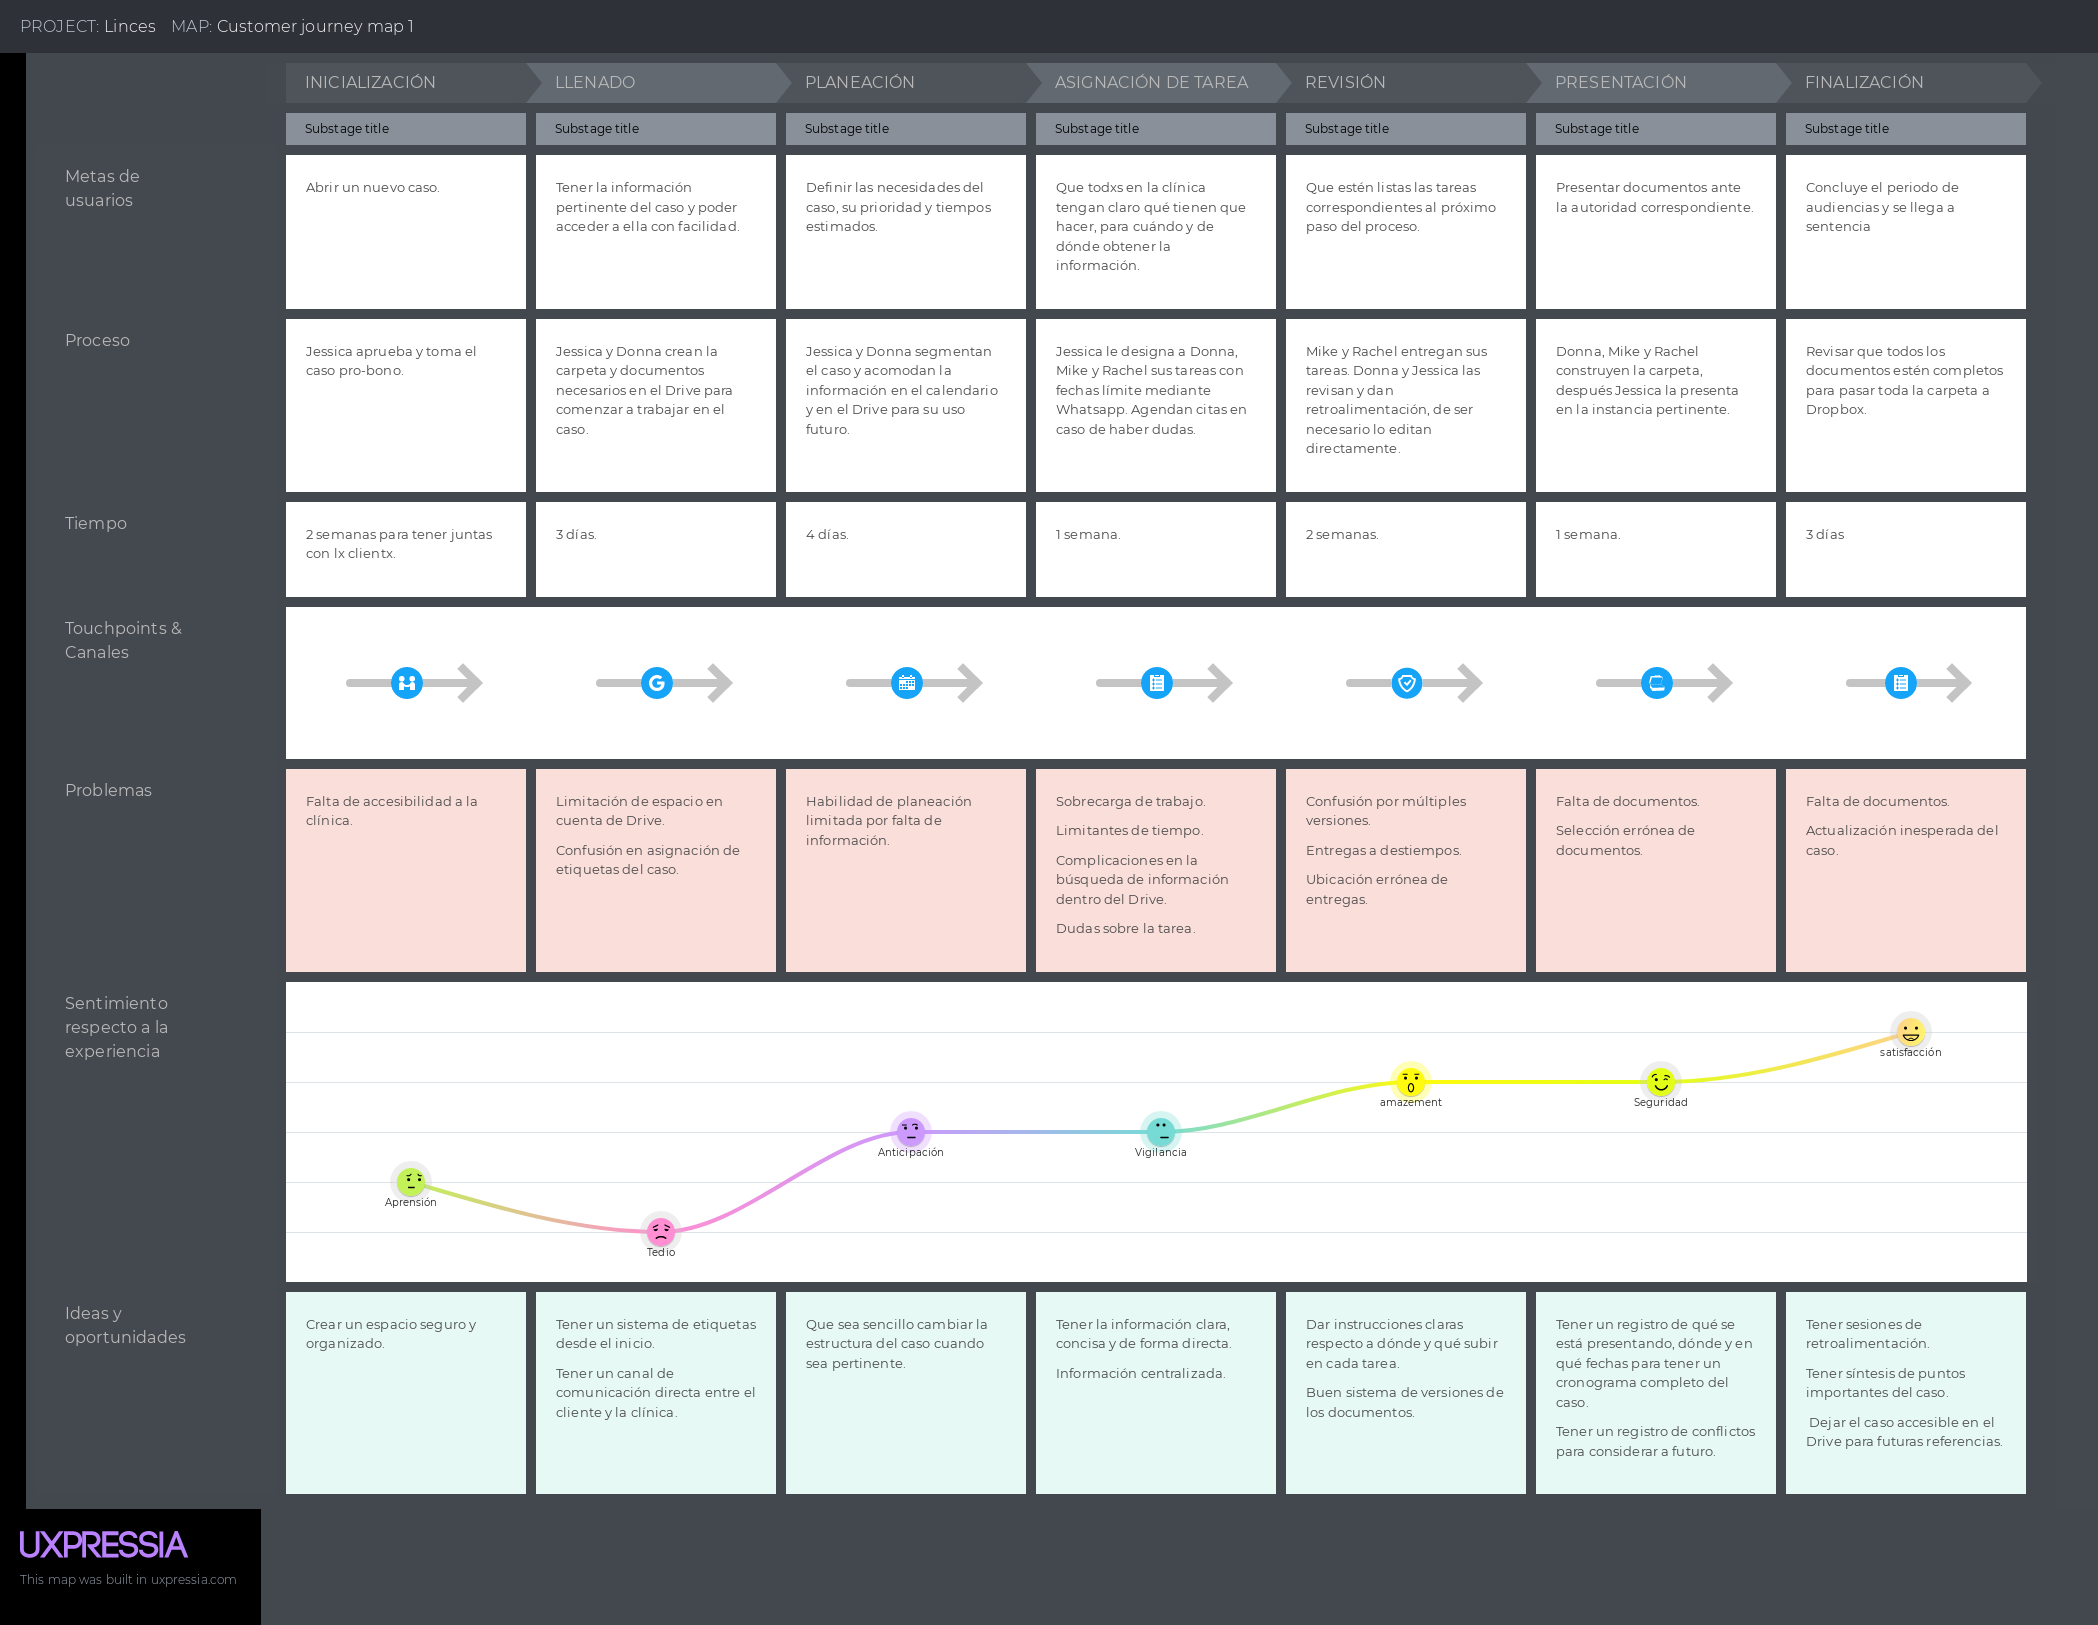 PROJECT: Linces MAP: Customer journey map 1
INICIALIZACIÓN
LLENADO
PLANEACIÓN
ASIGNACIÓN DE TAREA
REVISIÓN
PRESENTACIÓN
FINALIZACIÓN
Substage title
Substage title
Substage title
Substage title
Substage title
Substage title
Substage title
Metas de
usuarios
Abrir un nuevo caso.
Tener la información
pertinente del caso y poder
acceder a ella con facilidad.
Definir las necesidades del
caso, su prioridad y tiempos
estimados.
Que todxs en la clínica
tengan claro qué tienen que
hacer, para cuándo y de
dónde obtener la
información.
Que estén listas las tareas
correspondientes al próximo
paso del proceso.
Presentar documentos ante
la autoridad correspondiente.
Concluye el periodo de
audiencias y se llega a
sentencia
Proceso
Jessica aprueba y toma el
caso pro-bono.
Jessica y Donna crean la
carpeta y documentos
necesarios en el Drive para
comenzar a trabajar en el
caso.
Jessica y Donna segmentan
el caso y acomodan la
información en el calendario
y en el Drive para su uso
futuro.
Jessica le designa a Donna,
Mike y Rachel sus tareas con
fechas límite mediante
Whatsapp. Agendan citas en
caso de haber dudas.
Mike y Rachel entregan sus
tareas. Donna y Jessica las
revisan y dan
retroalimentación, de ser
necesario lo editan
directamente.
Donna, Mike y Rachel
construyen la carpeta,
después Jessica la presenta
en la instancia pertinente.
Revisar que todos los
documentos estén completos
para pasar toda la carpeta a
Dropbox.
Tiempo
2 semanas para tener juntas
con lx clientx.
3 días.
4 días.
1 semana.
2 semanas.
1 semana.
3 días
Touchpoints &
Canales
Problemas
Falta de accesibilidad a la
clínica.
Limitación de espacio en
cuenta de Drive.
Confusión en asignación de
etiquetas del caso.
Habilidad de planeación
limitada por falta de
información.
Sobrecarga de trabajo.
Limitantes de tiempo.
Complicaciones en la
búsqueda de información
dentro del Drive.
Dudas sobre la tarea.
Confusión por múltiples
versiones.
Entregas a destiempos.
Ubicación errónea de
entregas.
Falta de documentos.
Selección errónea de
documentos.
Falta de documentos.
Actualización inesperada del
caso.
Sentimiento
respecto a la
experiencia
Aprensión
Tedio
Anticipación
Vigilancia
amazement
Seguridad
satisfacción
Ideas y
oportunidades
Crear un espacio seguro y
organizado.
Tener un sistema de etiquetas
desde el inicio.
Tener un canal de
comunicación directa entre el
cliente y la clínica.
Que sea sencillo cambiar la
estructura del caso cuando
sea pertinente.
Tener la información clara,
concisa y de forma directa.
Información centralizada.
Dar instrucciones claras
respecto a dónde y qué subir
en cada tarea.
Buen sistema de versiones de
los documentos.
Tener un registro de qué se
está presentando, dónde y en
qué fechas para tener un
cronograma completo del
caso.
Tener un registro de conflictos
para considerar a futuro.
Tener sesiones de
retroalimentación.
Tener síntesis de puntos
importantes del caso.
Dejar el caso accesible en el
Drive para futuras referencias.
UXPRESSIA
This map was built in uxpressia.com